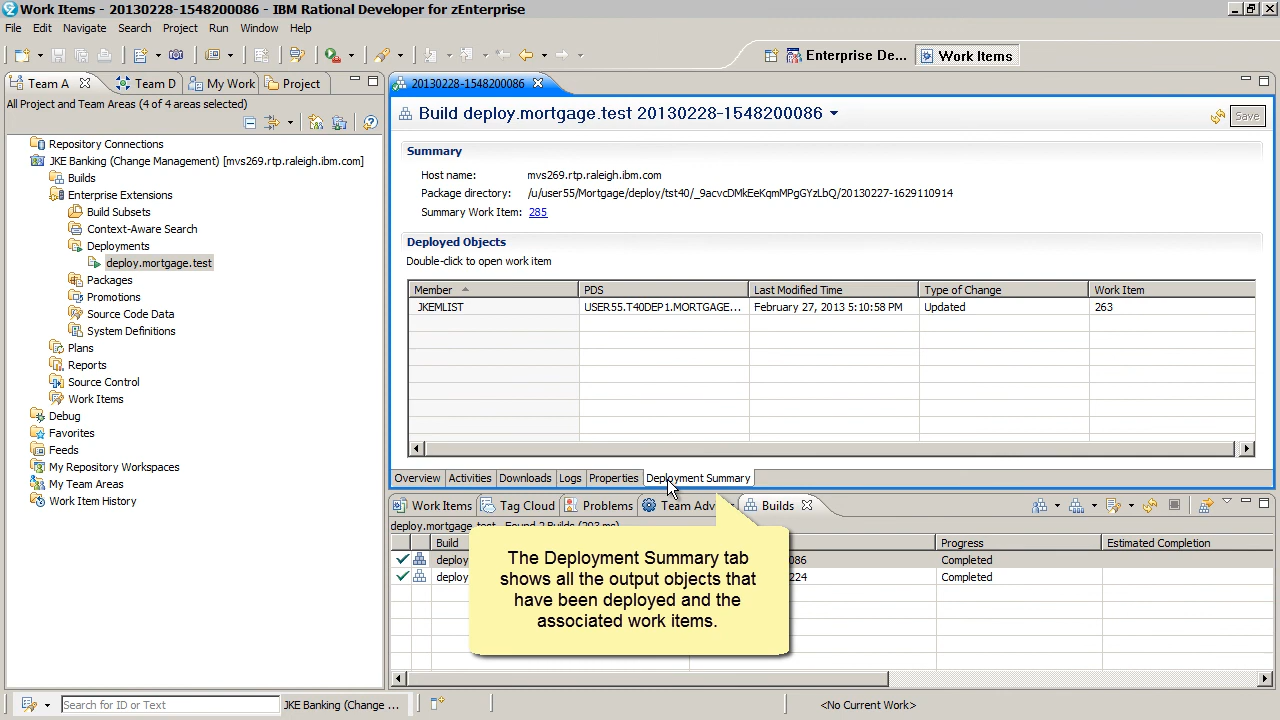 Work Items - 20130228-1548200086 - IBM Rational Developer for zEnterprise
File Edit Navigate Search Project Run Window Help
Enterprise De... Work Items
Team A Team D My Work Project
All Project and Team Areas (4 of 4 areas selected)
Repository Connections
JKE Banking (Change Management) [mvs269.rtp.raleigh.ibm.com]
Builds
Enterprise Extensions
Build Subsets
Context-Aware Search
Deployments
deploy.mortgage.test
Packages
Promotions
Source Code Data
System Definitions
Plans
Reports
Source Control
Work Items
Debug
Favorites
Feeds
My Repository Workspaces
My Team Areas
Work Item History
20130228-1548200086
Build deploy.mortgage.test 20130228-1548200086
Save
Summary
Host name: mvs269.rtp.raleigh.ibm.com
Package directory: /u/user55/Mortgage/deploy/tst40/_9acvcDMkEeKqmMPgGYzLbQ/20130227-1629110914
Summary Work Item: 285
Deployed Objects
Double-click to open work item
Member PDS Last Modified Time Type of Change Work Item
JKEMLIST USER55.T40DEP1.MORTGAGE... February 27, 2013 5:10:58 PM Updated 263
Overview Activities Downloads Logs Properties Deployment Summary
Work Items Tag Cloud Problems Team Adv Builds
Build Progress Estimated Completion
deploy 086 Completed
deploy 224 Completed
The Deployment Summary tab
shows all the output objects that
have been deployed and the
associated work items.
Search for ID or Text JKE Banking (Change ... <No Current Work>